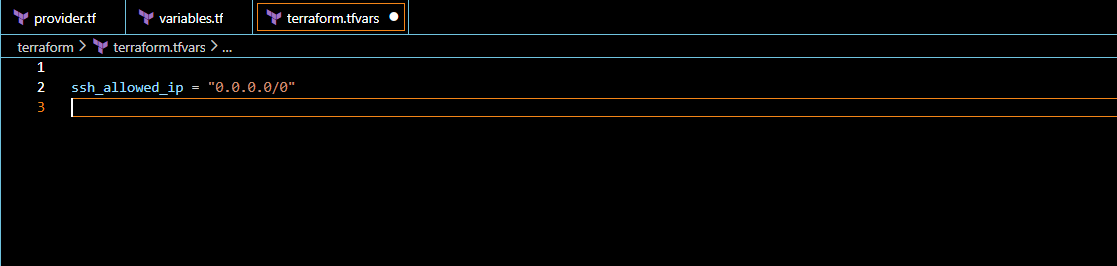 provider.tf variables.tf terraform.tfvars
terraform > terraform.tfvars > ...
1
2 ssh_allowed_ip = "0.0.0.0/0"
3